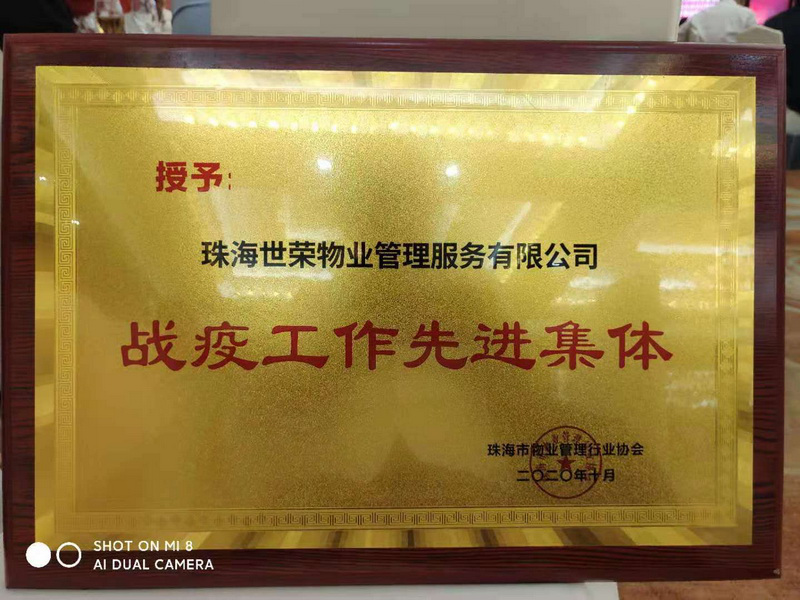 授予:
珠海世荣物业管理服务有限公司
战疫工作先进集体
珠海市物业管理行业协会
二〇二〇年十月
SHOT ON MI 8
AI DUAL CAMERA